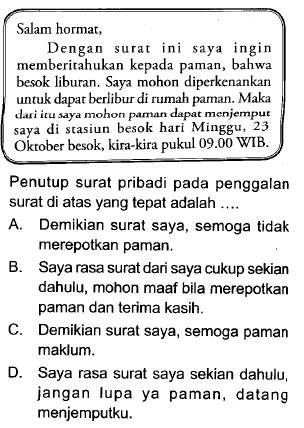 Salam hormat,
Dengan surat ini saya ingin
memberitahukan kepada paman, bahwa
besok liburan. Saya mohon diperkenankan
untuk dapat berlibur di rumah paman. Maka
dari itu saya mohon paman dapat menjemput
saya di stasiun besok hari Minggu, 23
Oktober besok, kira-kira pukul 09.00 WIB.
Penutup surat pribadi pada penggalan
surat di atas yang tepat adalah ....
A. Demikian surat saya, semoga tidak
merepotkan paman.
B. Saya rasa surat dari saya cukup sekian
dahulu, mohon maaf bila merepotkan
paman dan terima kasih.
C. Demikian surat saya, semoga paman
maklum.
D. Saya rasa surat saya sekian dahulu,
jangan lupa ya paman, datang
menjemputku.